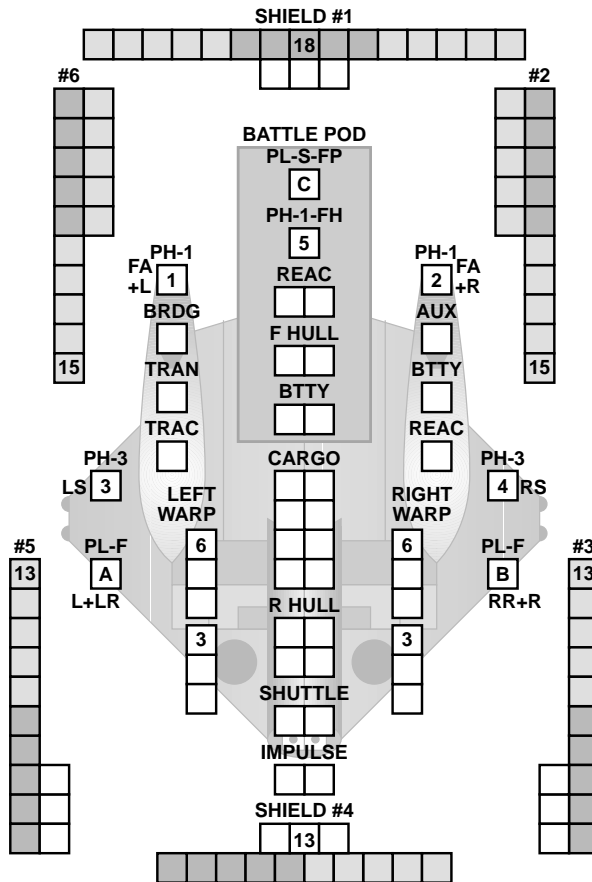 SHIELD #1
18
#6
#2
BATTLE POD
PL-S-FP
C
PH-1-FH
5
PH-1
FA
+L
1
PH-1
2
FA
+R
REAC
BRDG
AUX
F HULL
15
15
TRAN
BTTY
BTTY
TRAC
REAC
CARGO
PH-3
LS
3
PH-3
4
RS
LEFT
WARP
RIGHT
WARP
6
6
#5
#3
13
13
PL-F
A
L+LR
PL-F
B
RR+R
R HULL
3
3
SHUTTLE
IMPULSE
SHIELD #4
13